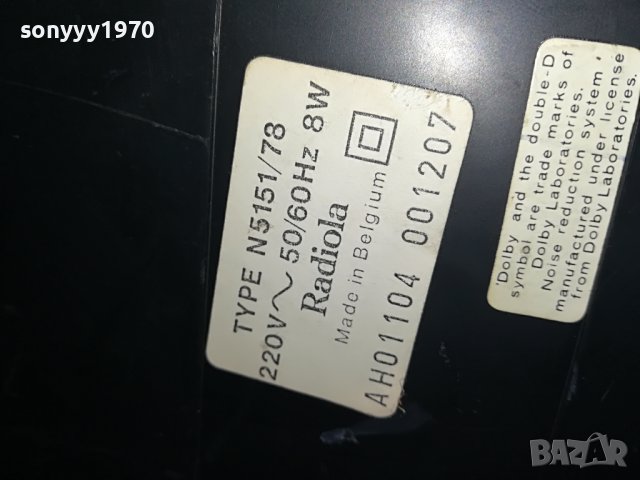 sonyyy1970
TYPE N5151/78
220V ~ 50/60Hz 8W
Radiola
Made in Belgium
AH01104 001207
'Dolby and the double-D
symbol are trade marks of
Dolby Laboratories.
Noise reduction system,
manufactured under license
from Dolby Laboratories.
BAZAR